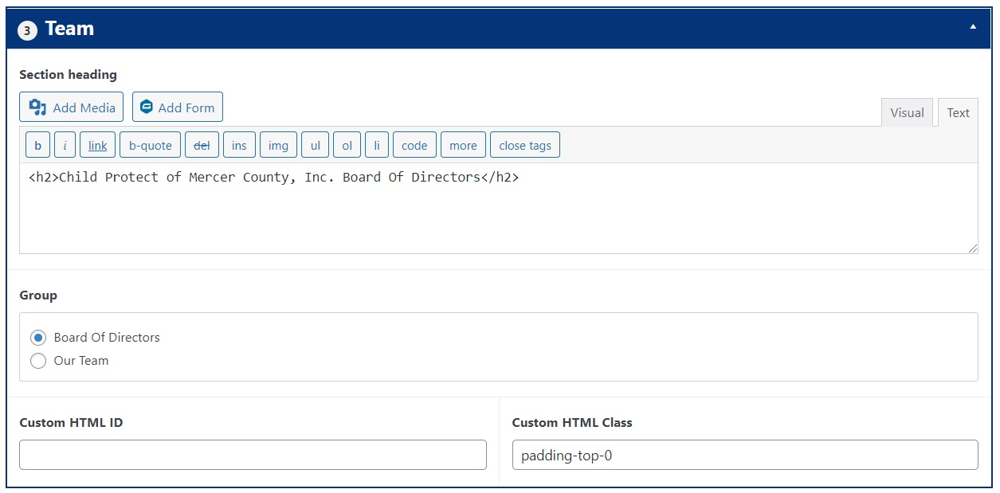 3 Team
Section heading
Add Media Add Form
Visual Text
b i link b-quote del ins img ul ol li code more close tags
<h2>Child Protect of Mercer County, Inc. Board Of Directors</h2>
Group
Board Of Directors
Our Team
Custom HTML ID Custom HTML Class
padding-top-0